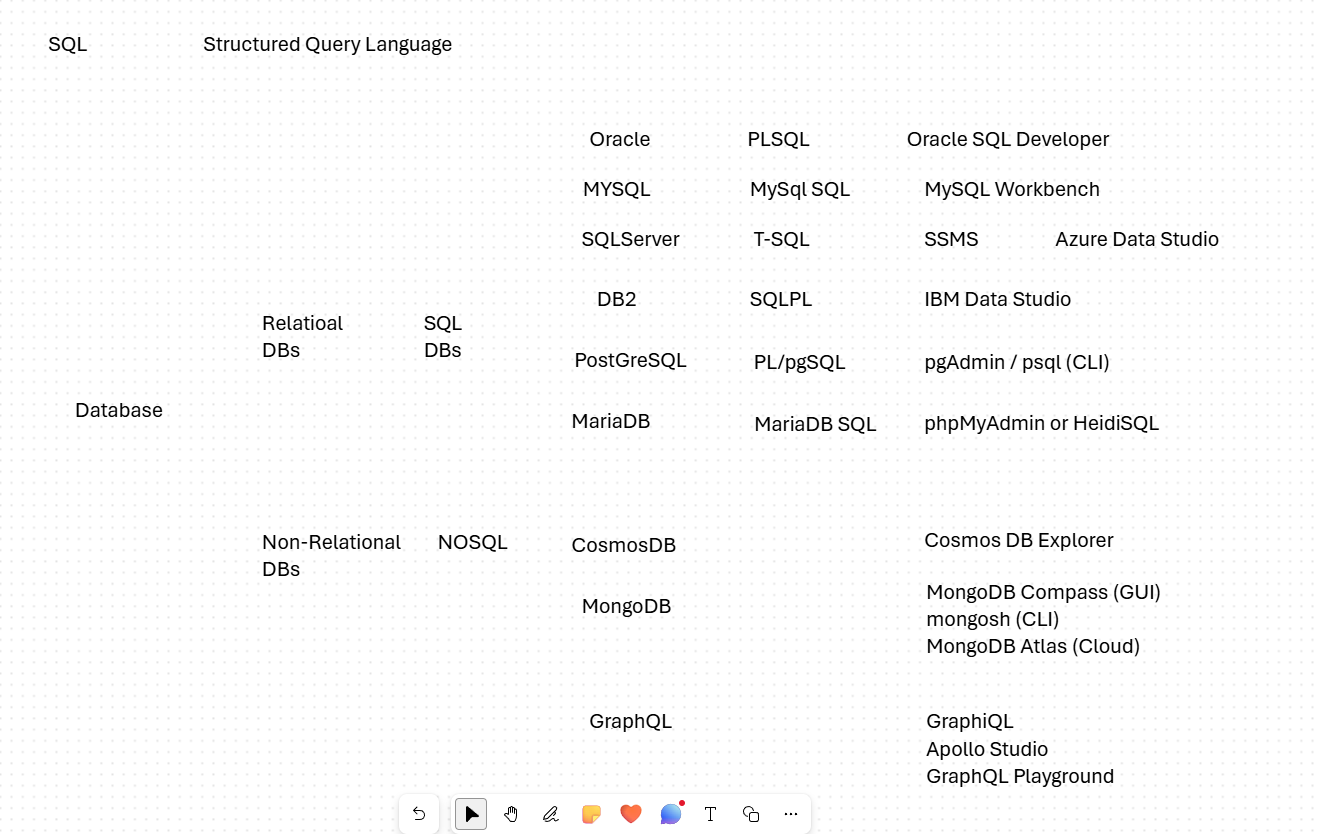 SQL Structured Query Language
Oracle PLSQL Oracle SQL Developer
MYSQL MySql SQL MySQL Workbench
SQLServer T-SQL SSMS Azure Data Studio
DB2 SQLPL IBM Data Studio
Relatioal SQL
DBs DBs
PostGreSQL PL/pgSQL pgAdmin / psql (CLI)
Database
MariaDB MariaDB SQL phpMyAdmin or HeidiSQL
Non-Relational NOSQL CosmosDB Cosmos DB Explorer
DBs
MongoDB MongoDB Compass (GUI)
mongosh (CLI)
MongoDB Atlas (Cloud)
GraphQL GraphiQL
Apollo Studio
GraphQL Playground
T